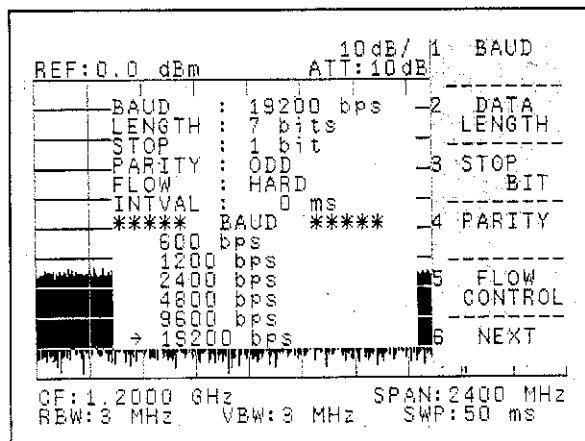 10dB/
REF:0.0 dBm ATT:10dB
BAUD : 19200 bps
LENGTH : 7 bits
STOP : 1 bit
PARITY : ODD
FLOW : HARD
INTVAL : 0 ms
***** BAUD *****
600 bps
1200 bps
2400 bps
4800 bps
9600 bps
→ 19200 bps
CF:1.2000 GHz SPAN:2400 MHz
RBW:3 MHz VBW:3 MHz SWP:50 ms
1 BAUD
2 DATA
LENGTH
3 STOP
BIT
4 PARITY
5 FLOW
CONTROL
6 NEXT